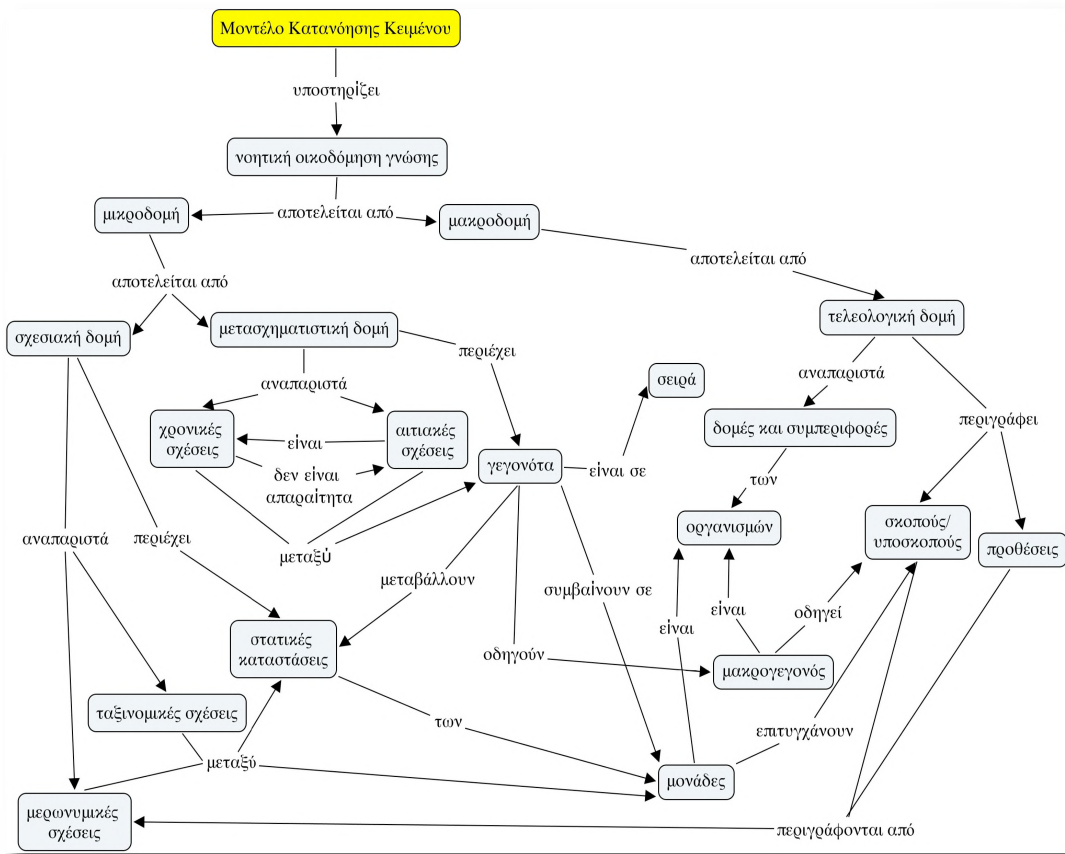 Μοντέλο Κατανόησης Κειμένου
υποστηρίζει
νοητική οικοδόμηση γνώσης
μικροδομή
αποτελείται από
μακροδομή
αποτελείται από
αποτελείται από
σχεσιακή δομή
μετασχηματιστική δομή
τελεολογική δομή
περιέχει
αναπαριστά
σειρά
αναπαριστά
χρονικές
σχέσεις
είναι
αιτιακές
σχέσεις
δομές και συμπεριφορές
περιγράφει
δεν είναι
απαραίτητα
γεγονότα
είναι σε
των
αναπαριστά
περιέχει
μεταξύ
οργανισμών
σκοπούς/
υποσκοπούς
προθέσεις
μεταβάλλουν
συμβαίνουν σε
είναι
είναι
οδηγεί
στατικές
καταστάσεις
οδηγούν
μακρογεγονός
ταξινομικές σχέσεις
των
επιτυγχάνουν
μεταξύ
μονάδες
μερωνυμικές
σχέσεις
περιγράφονται από